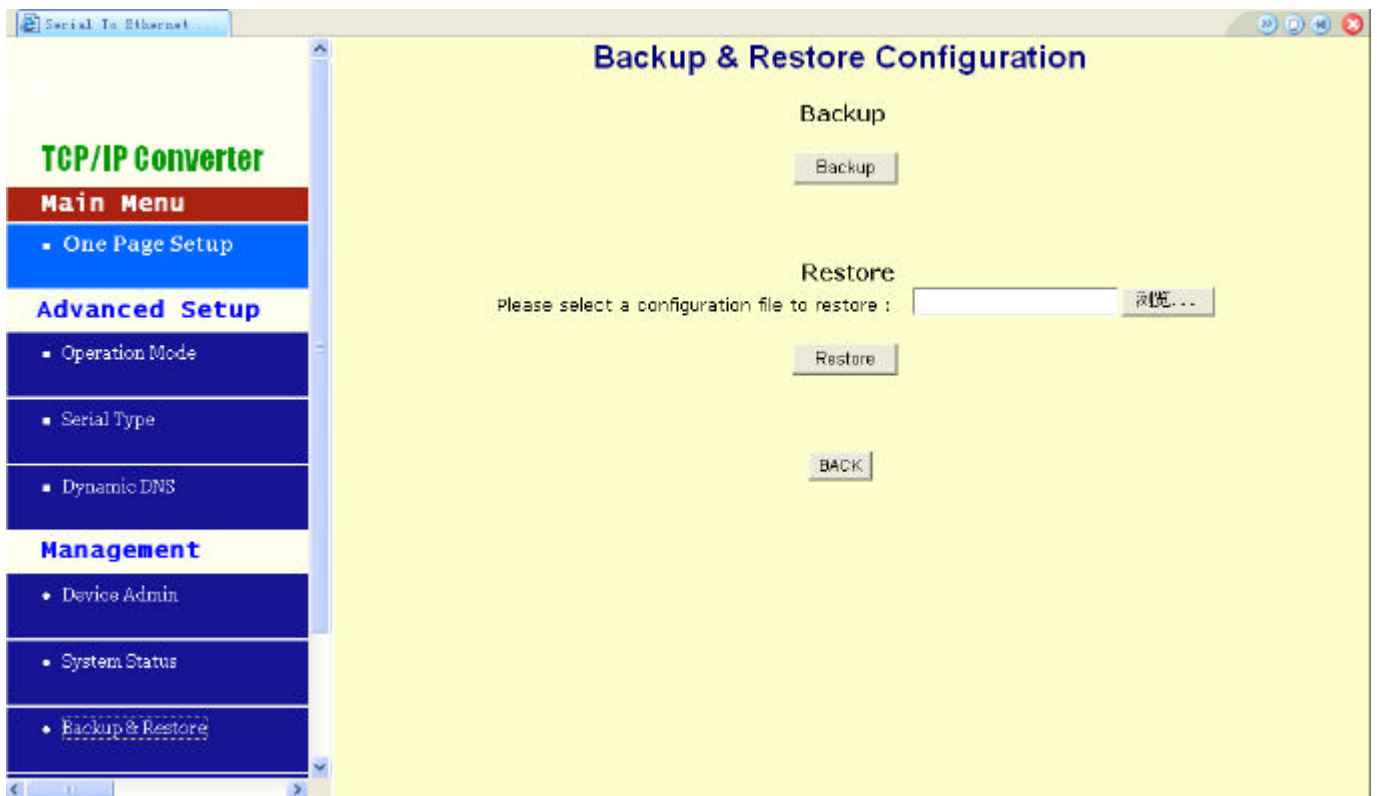 Serial To Ethernet ...
Backup & Restore Configuration
Backup
Backup
Restore
Please select a configuration file to restore :
浏览...
Restore
BACK
TCP/IP Converter
Main Menu
One Page Setup
Advanced Setup
Operation Mode
Serial Type
Dynamic DNS
Management
Device Admin
System Status
Backup & Restore